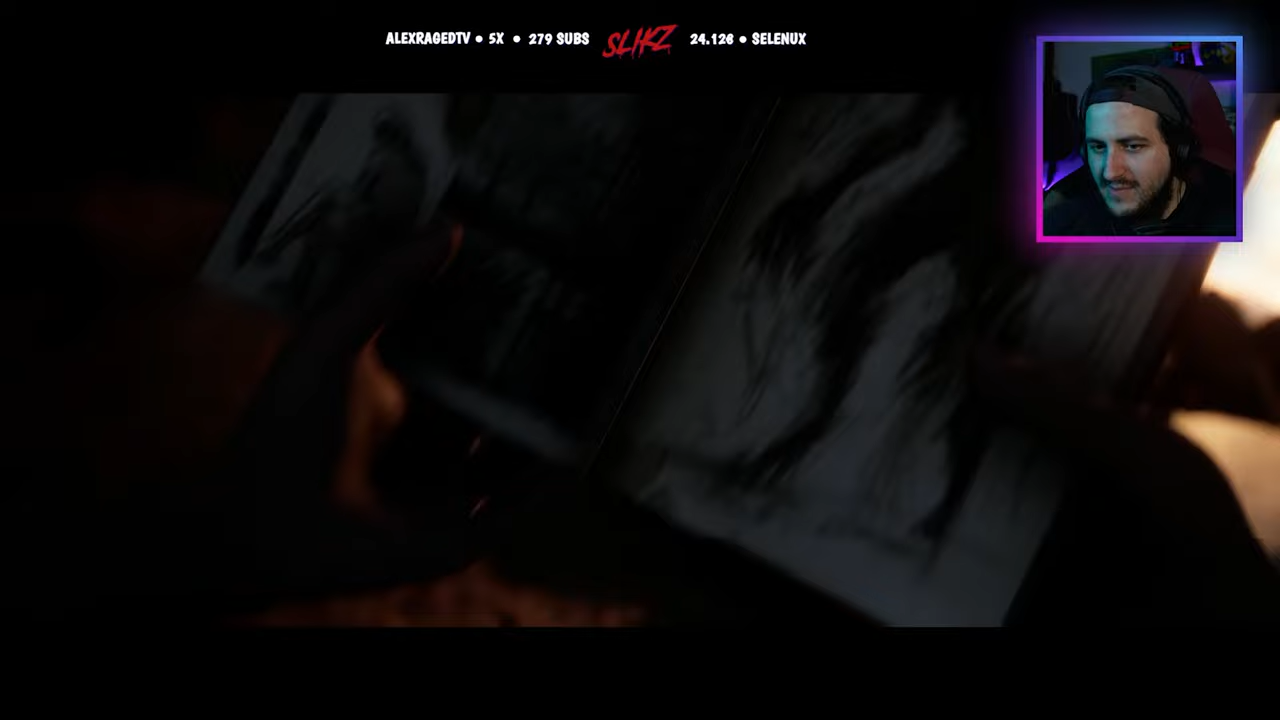 ALEXRAGEDTV • 5X • 279 SUBS SLIKZ 24.126 • SELENUX